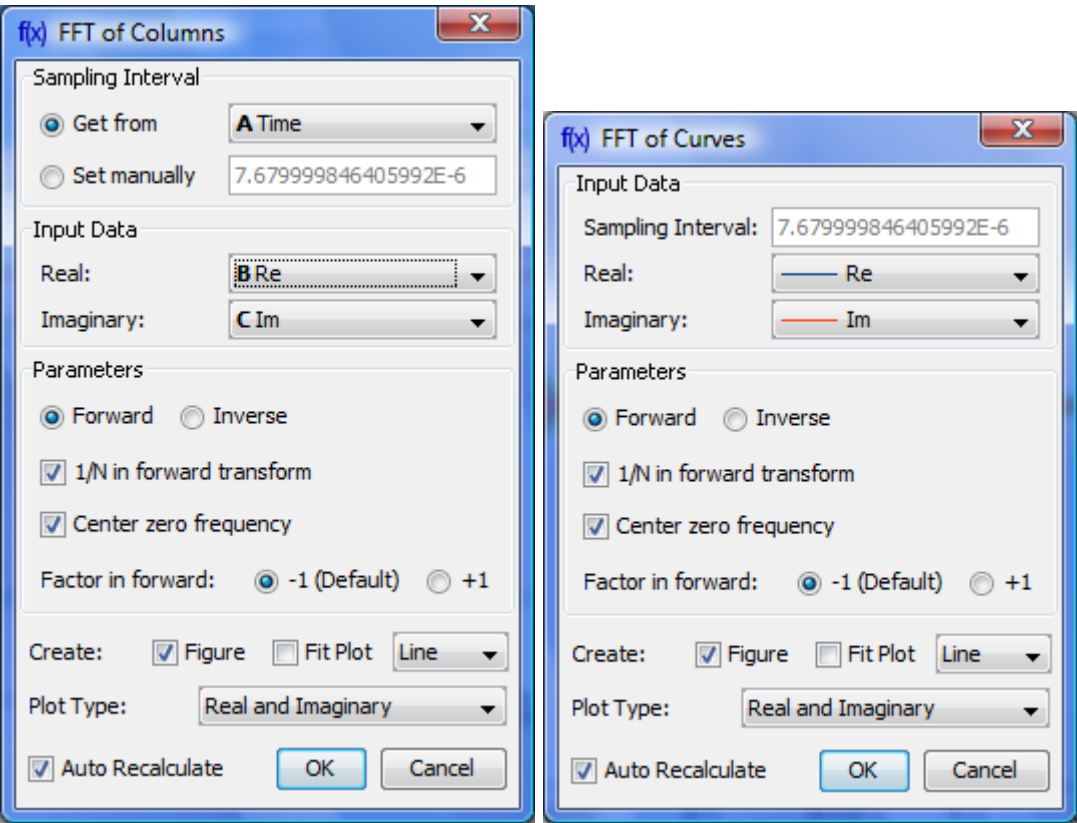 f(x) FFT of Columns
Sampling Interval
Get from A Time
Set manually 7.679999846405992E-6
Input Data
Real: B Re
Imaginary: C Im
Parameters
Forward Inverse
1/N in forward transform
Center zero frequency
Factor in forward: -1 (Default) +1
Create: Figure Fit Plot Line
Plot Type: Real and Imaginary
Auto Recalculate OK Cancel
f(x) FFT of Curves
Input Data
Sampling Interval: 7.679999846405992E-6
Real: Re
Imaginary: Im
Parameters
Forward Inverse
1/N in forward transform
Center zero frequency
Factor in forward: -1 (Default) +1
Create: Figure Fit Plot Line
Plot Type: Real and Imaginary
Auto Recalculate OK Cancel